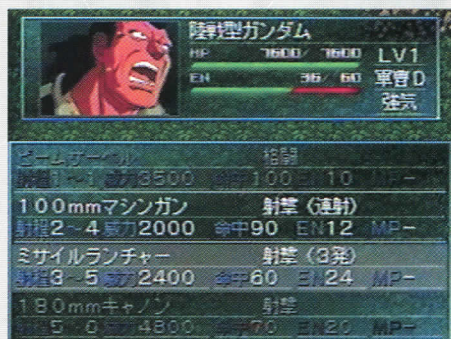 陸戦型ガンダム
HP 7600/7600 LV1
EN 36/60 軍曹D
強気
ビームサーベル 格闘
射程1~1 威力3500 命中100 EN10 MP-
100mmマシンガン 射撃(連射)
射程2~4 威力2000 命中90 EN12 MP-
ミサイルランチャー 射撃(3発)
射程3~5 威力2400 命中60 EN24 MP-
180mmキャノン 射撃
射程5~6 威力4800 命中70 EN20 MP-